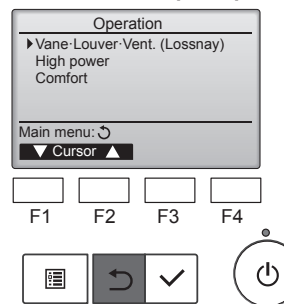 Operation
Vane·Louver·Vent. (Lossnay)
High power
Comfort
Main menu:
▼ Cursor ▲
F1 F2 F3 F4